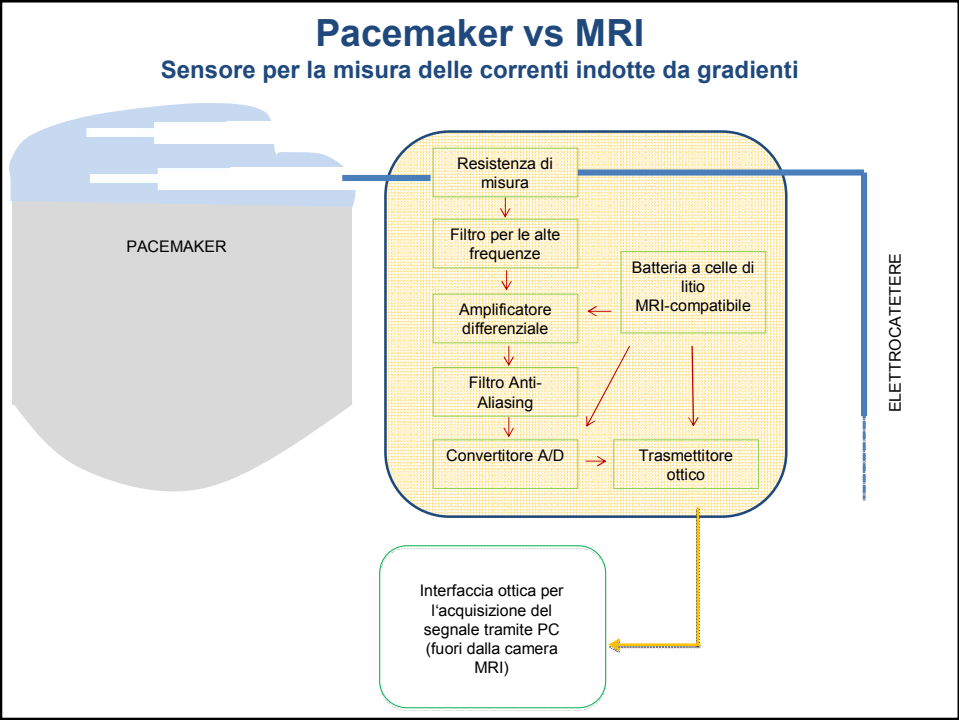 Pacemaker vs MRI
Sensore per la misura delle correnti indotte da gradienti
PACEMAKER
Resistenza di
misura
Filtro per le alte
frequenze
Amplificatore
differenziale
Filtro Anti-
Aliasing
Convertitore A/D
Batteria a celle di
litio
MRI-compatibile
Trasmettitore
ottico
ELETTROCATETERE
Interfaccia ottica per
l‘acquisizione del
segnale tramite PC
(fuori dalla camera
MRI)